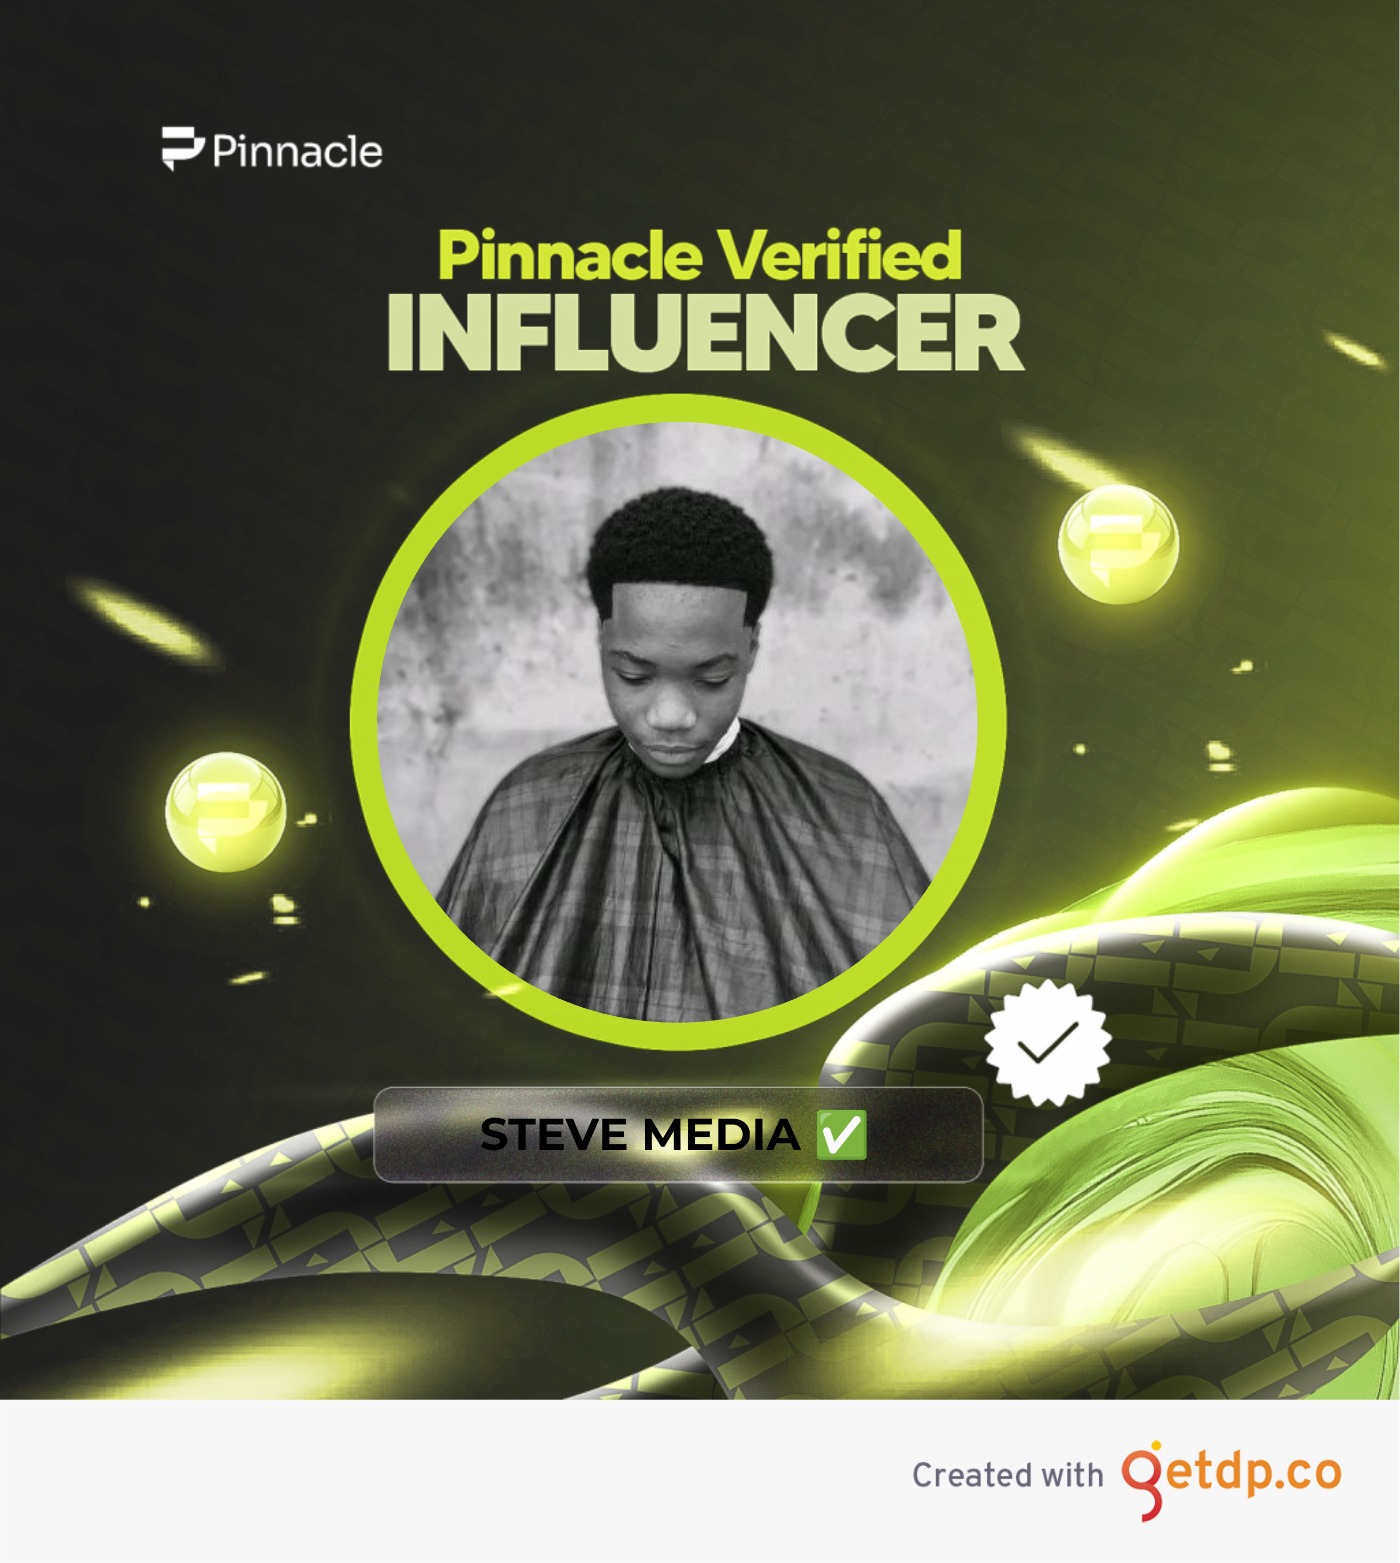 Pinnacle
Pinnacle Verified
INFLUENCER
STEVE MEDIA ✅
Created with getdp.co